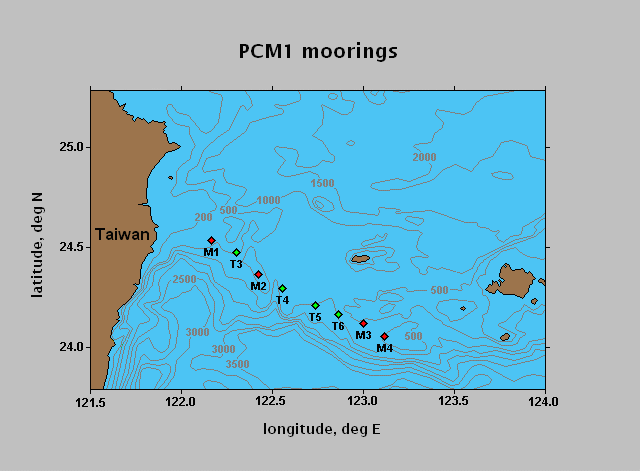 PCM1 moorings
25.0
2000
1500
1000
500
200
Taiwan
M1
24.5
T3
2500
M2
500
T4
T5
T6
3000
M3
500
24.0
3000
M4
3500
121.5 122.0 122.5 123.0 123.5 124.0
longitude, deg E
latitude, deg N